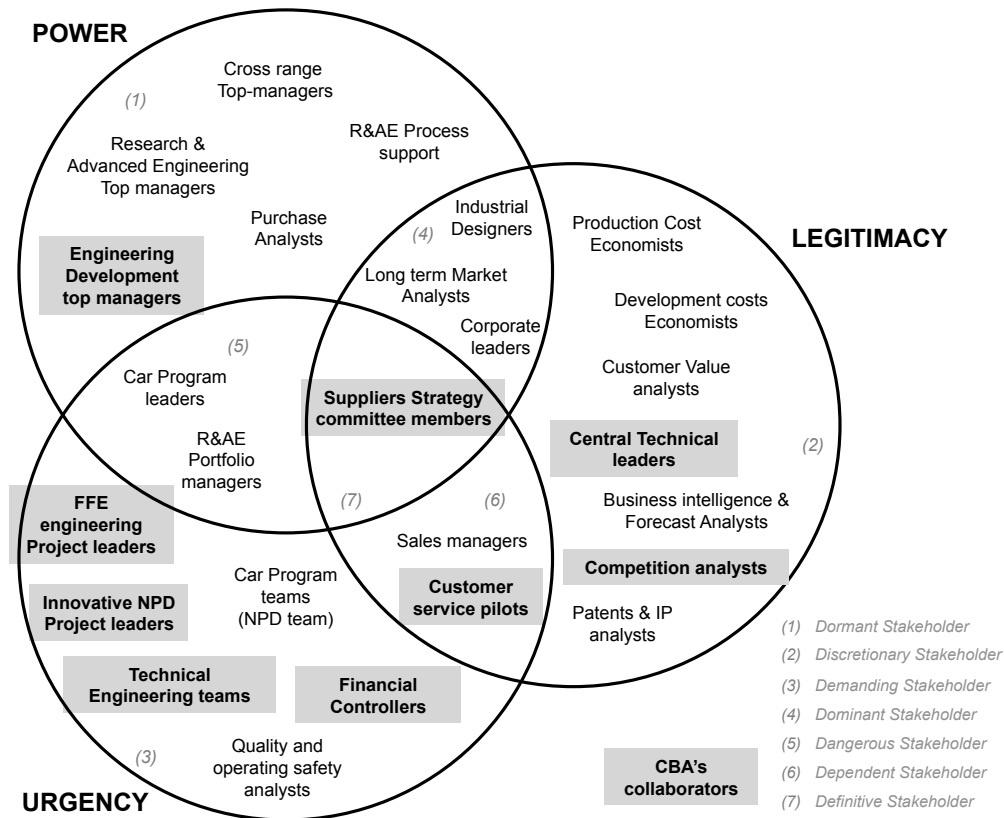 POWER
Cross range
Top-managers
(1)
R&AE Process
support
Research &
Advanced Engineering
Top managers
Industrial
Designers
Purchase
Analysts
(4)
Production Cost
Economists
LEGITIMACY
Engineering
Development
top managers
Long term Market
Analysts
Development costs
Economists
Corporate
leaders
(5)
Car Program
leaders
Customer Value
analysts
Suppliers Strategy
committee members
R&AE
Portfolio
managers
Central Technical
leaders
(2)
FFE
engineering
Project leaders
(7)
(6)
Business intelligence &
Forecast Analysts
Sales managers
Car Program
teams
(NPD team)
Customer
service pilots
Competition analysts
Innovative NPD
Project leaders
Patents & IP
analysts
Technical
Engineering teams
Financial
Controllers
(3)
Quality and
operating safety
analysts
URGENCY
CBA's
collaborators
(1) Dormant Stakeholder
(2) Discretionary Stakeholder
(3) Demanding Stakeholder
(4) Dominant Stakeholder
(5) Dangerous Stakeholder
(6) Dependent Stakeholder
(7) Definitive Stakeholder